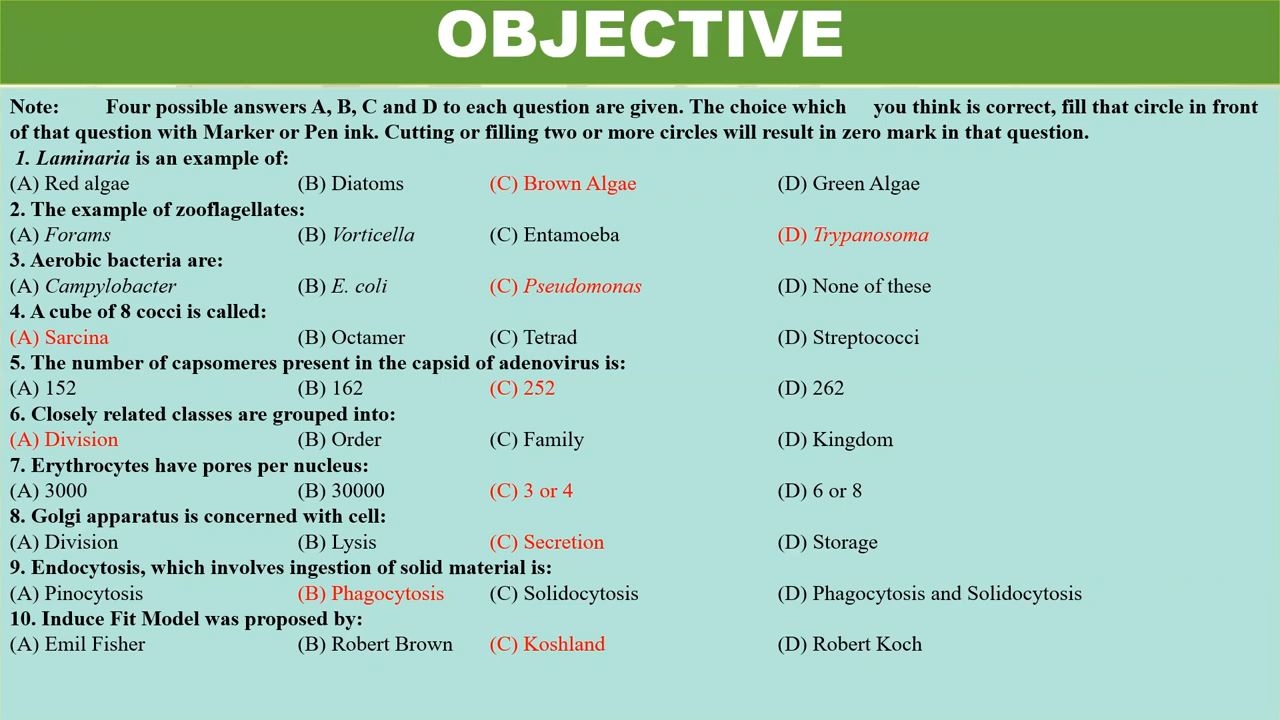 OBJECTIVE
Note: Four possible answers A, B, C and D to each question are given. The choice which you think is correct, fill that circle in front
of that question with Marker or Pen ink. Cutting or filling two or more circles will result in zero mark in that question.
1. Laminaria is an example of:
(A) Red algae (B) Diatoms (C) Brown Algae (D) Green Algae
2. The example of zooflagellates:
(A) Forams (B) Vorticella (C) Entamoeba (D) Trypanosoma
3. Aerobic bacteria are:
(A) Campylobacter (B) E. coli (C) Pseudomonas (D) None of these
4. A cube of 8 cocci is called:
(A) Sarcina (B) Octamer (C) Tetrad (D) Streptococci
5. The number of capsomeres present in the capsid of adenovirus is:
(A) 152 (B) 162 (C) 252 (D) 262
6. Closely related classes are grouped into:
(A) Division (B) Order (C) Family (D) Kingdom
7. Erythrocytes have pores per nucleus:
(A) 3000 (B) 30000 (C) 3 or 4 (D) 6 or 8
8. Golgi apparatus is concerned with cell:
(A) Division (B) Lysis (C) Secretion (D) Storage
9. Endocytosis, which involves ingestion of solid material is:
(A) Pinocytosis (B) Phagocytosis (C) Solidocytosis (D) Phagocytosis and Solidocytosis
10. Induce Fit Model was proposed by:
(A) Emil Fisher (B) Robert Brown (C) Koshland (D) Robert Koch